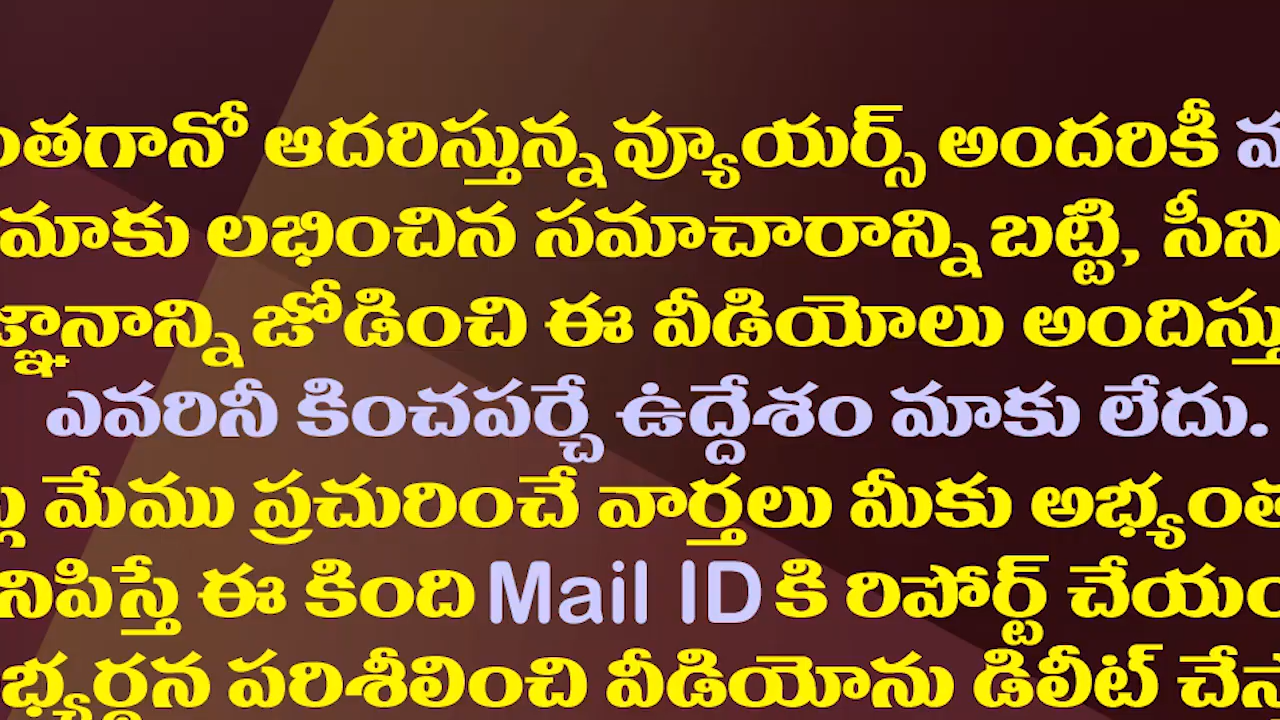 ంతగానో ఆదరిస్తున్న వ్యూయర్స్ అందరికీ
మాకు లభించిన సమాచారాన్ని బట్టి, సీని
జ్ఞానాన్ని జోడించి ఈ వీడియోలు అందిస్తు
ఎవరినీ కించపర్చే ఉద్దేశం మాకు లేదు.
మేము ప్రచురించే వార్తలు మీకు అభ్యంత
నిపిస్తే ఈ కింది Mail ID కి రిపోర్ట్ చేయం
భ్యర్థన పరిశీలించి వీడియోను డిలీట్ చేస